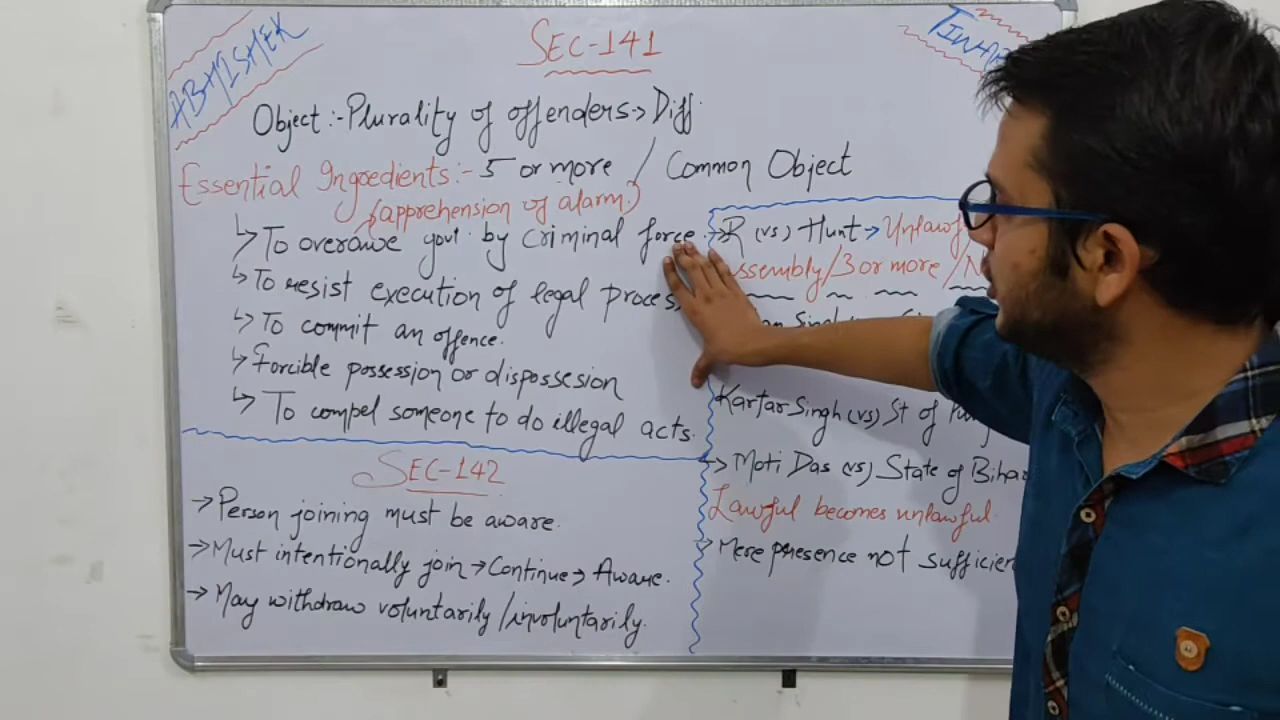 ABHISHEK
SEC-141
Object :- Plurality of offenders → Diff.
Essential Ingredients :- 5 or more / Common Object
(apprehension of alarm)
↳ To overawe govt by criminal force.
↳ To resist execution of legal process
↳ To commit an offence.
↳ Forcible possession or dispossesion
↳ To compel someone to do illegal acts.
SEC-142
→ Person joining must be aware.
→ Must intentionally join → Continue → Aware.
→ May withdraw voluntarily/involuntarily.
→ R (vs) Hunt →
/3 or more /
Singh
Kartar Singh (vs) St of
→ Moti Das (vs) State of Bihar
Lawful becomes unlawful.
→ Mere presence not